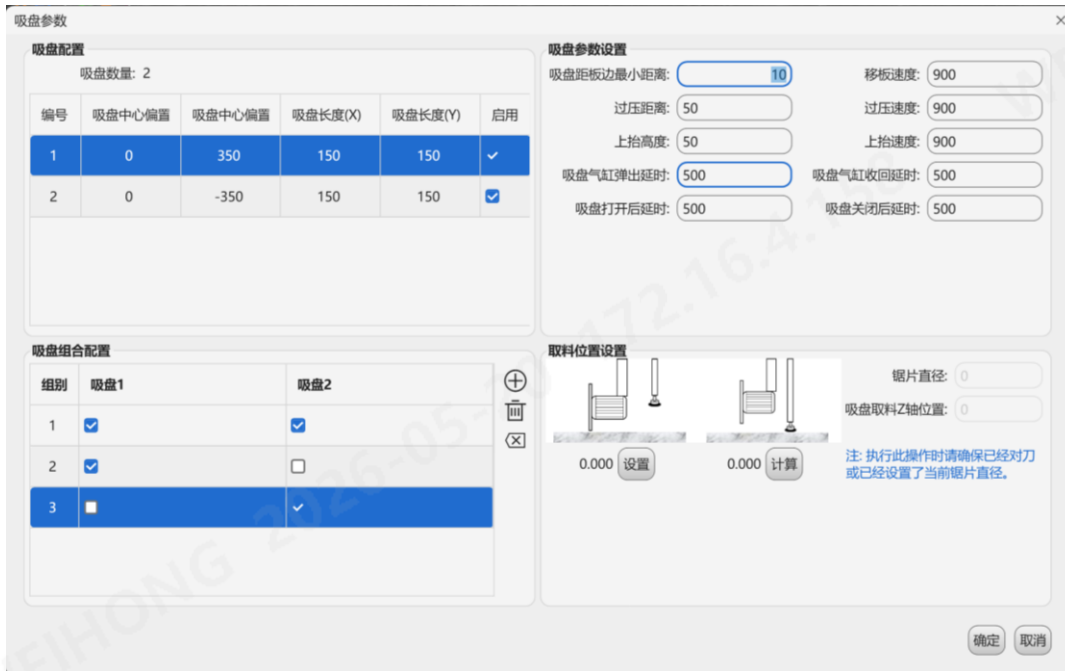 吸盘参数
吸盘配置
吸盘数量: 2
编号 吸盘中心偏置 吸盘中心偏置 吸盘长度(X) 吸盘长度(Y) 启用
1 0 350 150 150
2 0 -350 150 150
吸盘参数设置
吸盘距板边最小距离: 10 移板速度: 900
过压距离: 50 过压速度: 900
上抬高度: 50 上抬速度: 900
吸盘气缸弹出延时: 500 吸盘气缸收回延时: 500
吸盘打开后延时: 500 吸盘关闭后延时: 500
吸盘组合配置
组别 吸盘1 吸盘2
1
2
3
取料位置设置
锯片直径: 0
吸盘取料Z轴位置: 0
0.000 设置 0.000 计算
注: 执行此操作时请确保已经对刀
或已经设置了当前锯片直径。
确定 取消